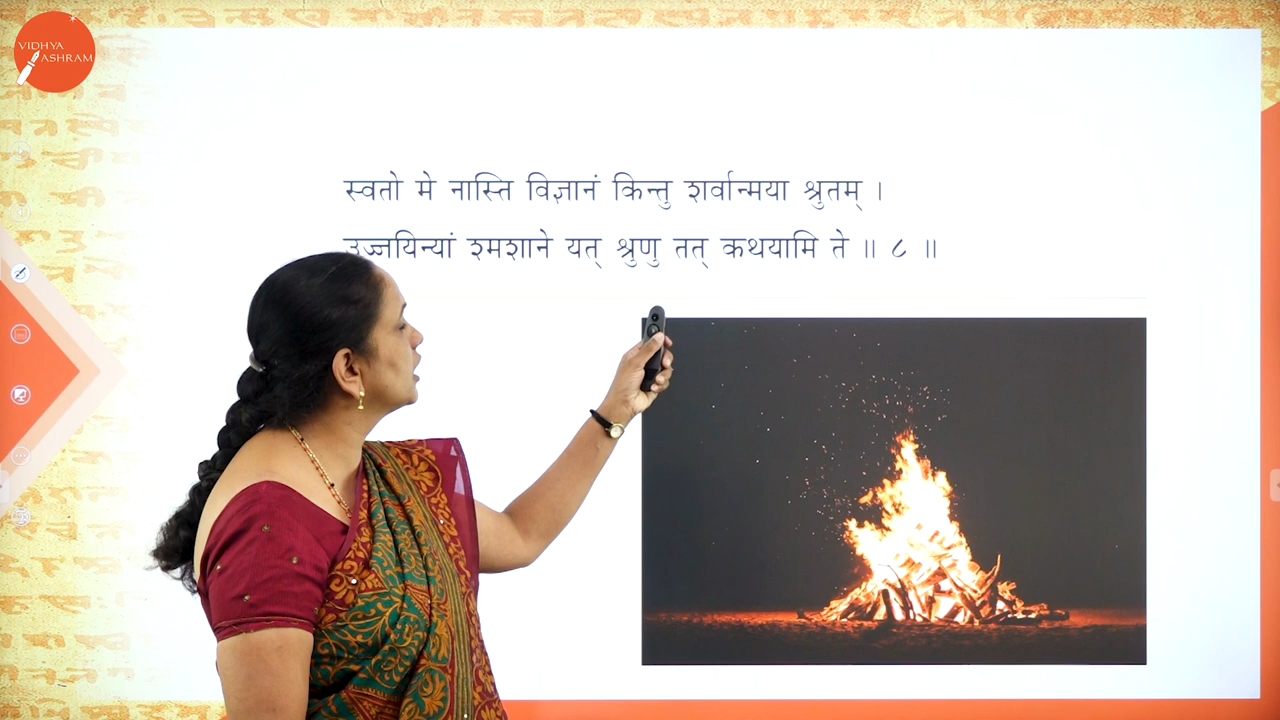 VIDHYA
ASHRAM
स्वतो मे नास्ति विज्ञानं किन्तु शर्वान्मया श्रुतम् ।
उज्जयिन्यां श्मशाने यत् श्रुणु तत् कथयामि ते ॥ ८ ॥